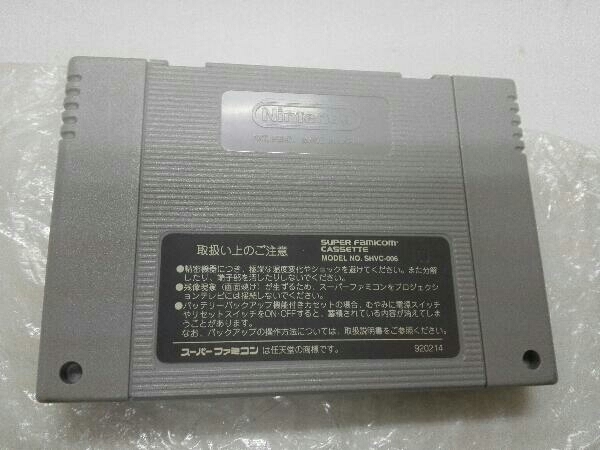 Nintendo
取扱い上のご注意
SUPER FAMICOM
CASSETTE
MODEL NO. SHVC-006
●精密機器につき、極端な温度変化やショックを避けてください。また分解
したり、端子部を汚したりしないでください。
●残像現象(画面焼け)が生ずるため、スーパーファミコンをプロジェクシ
ョンテレビには接続しないでください。
●バッテリーバックアップ機能付きカセットの場合、むやみに電源スイッチ
やリセットスイッチをON・OFFすると、蓄積されている内容が消えてしま
うことがあります。
なお、バックアップの操作方法については、取扱説明書をご参照ください。
スーパーファミコンは任天堂の商標です。
920214